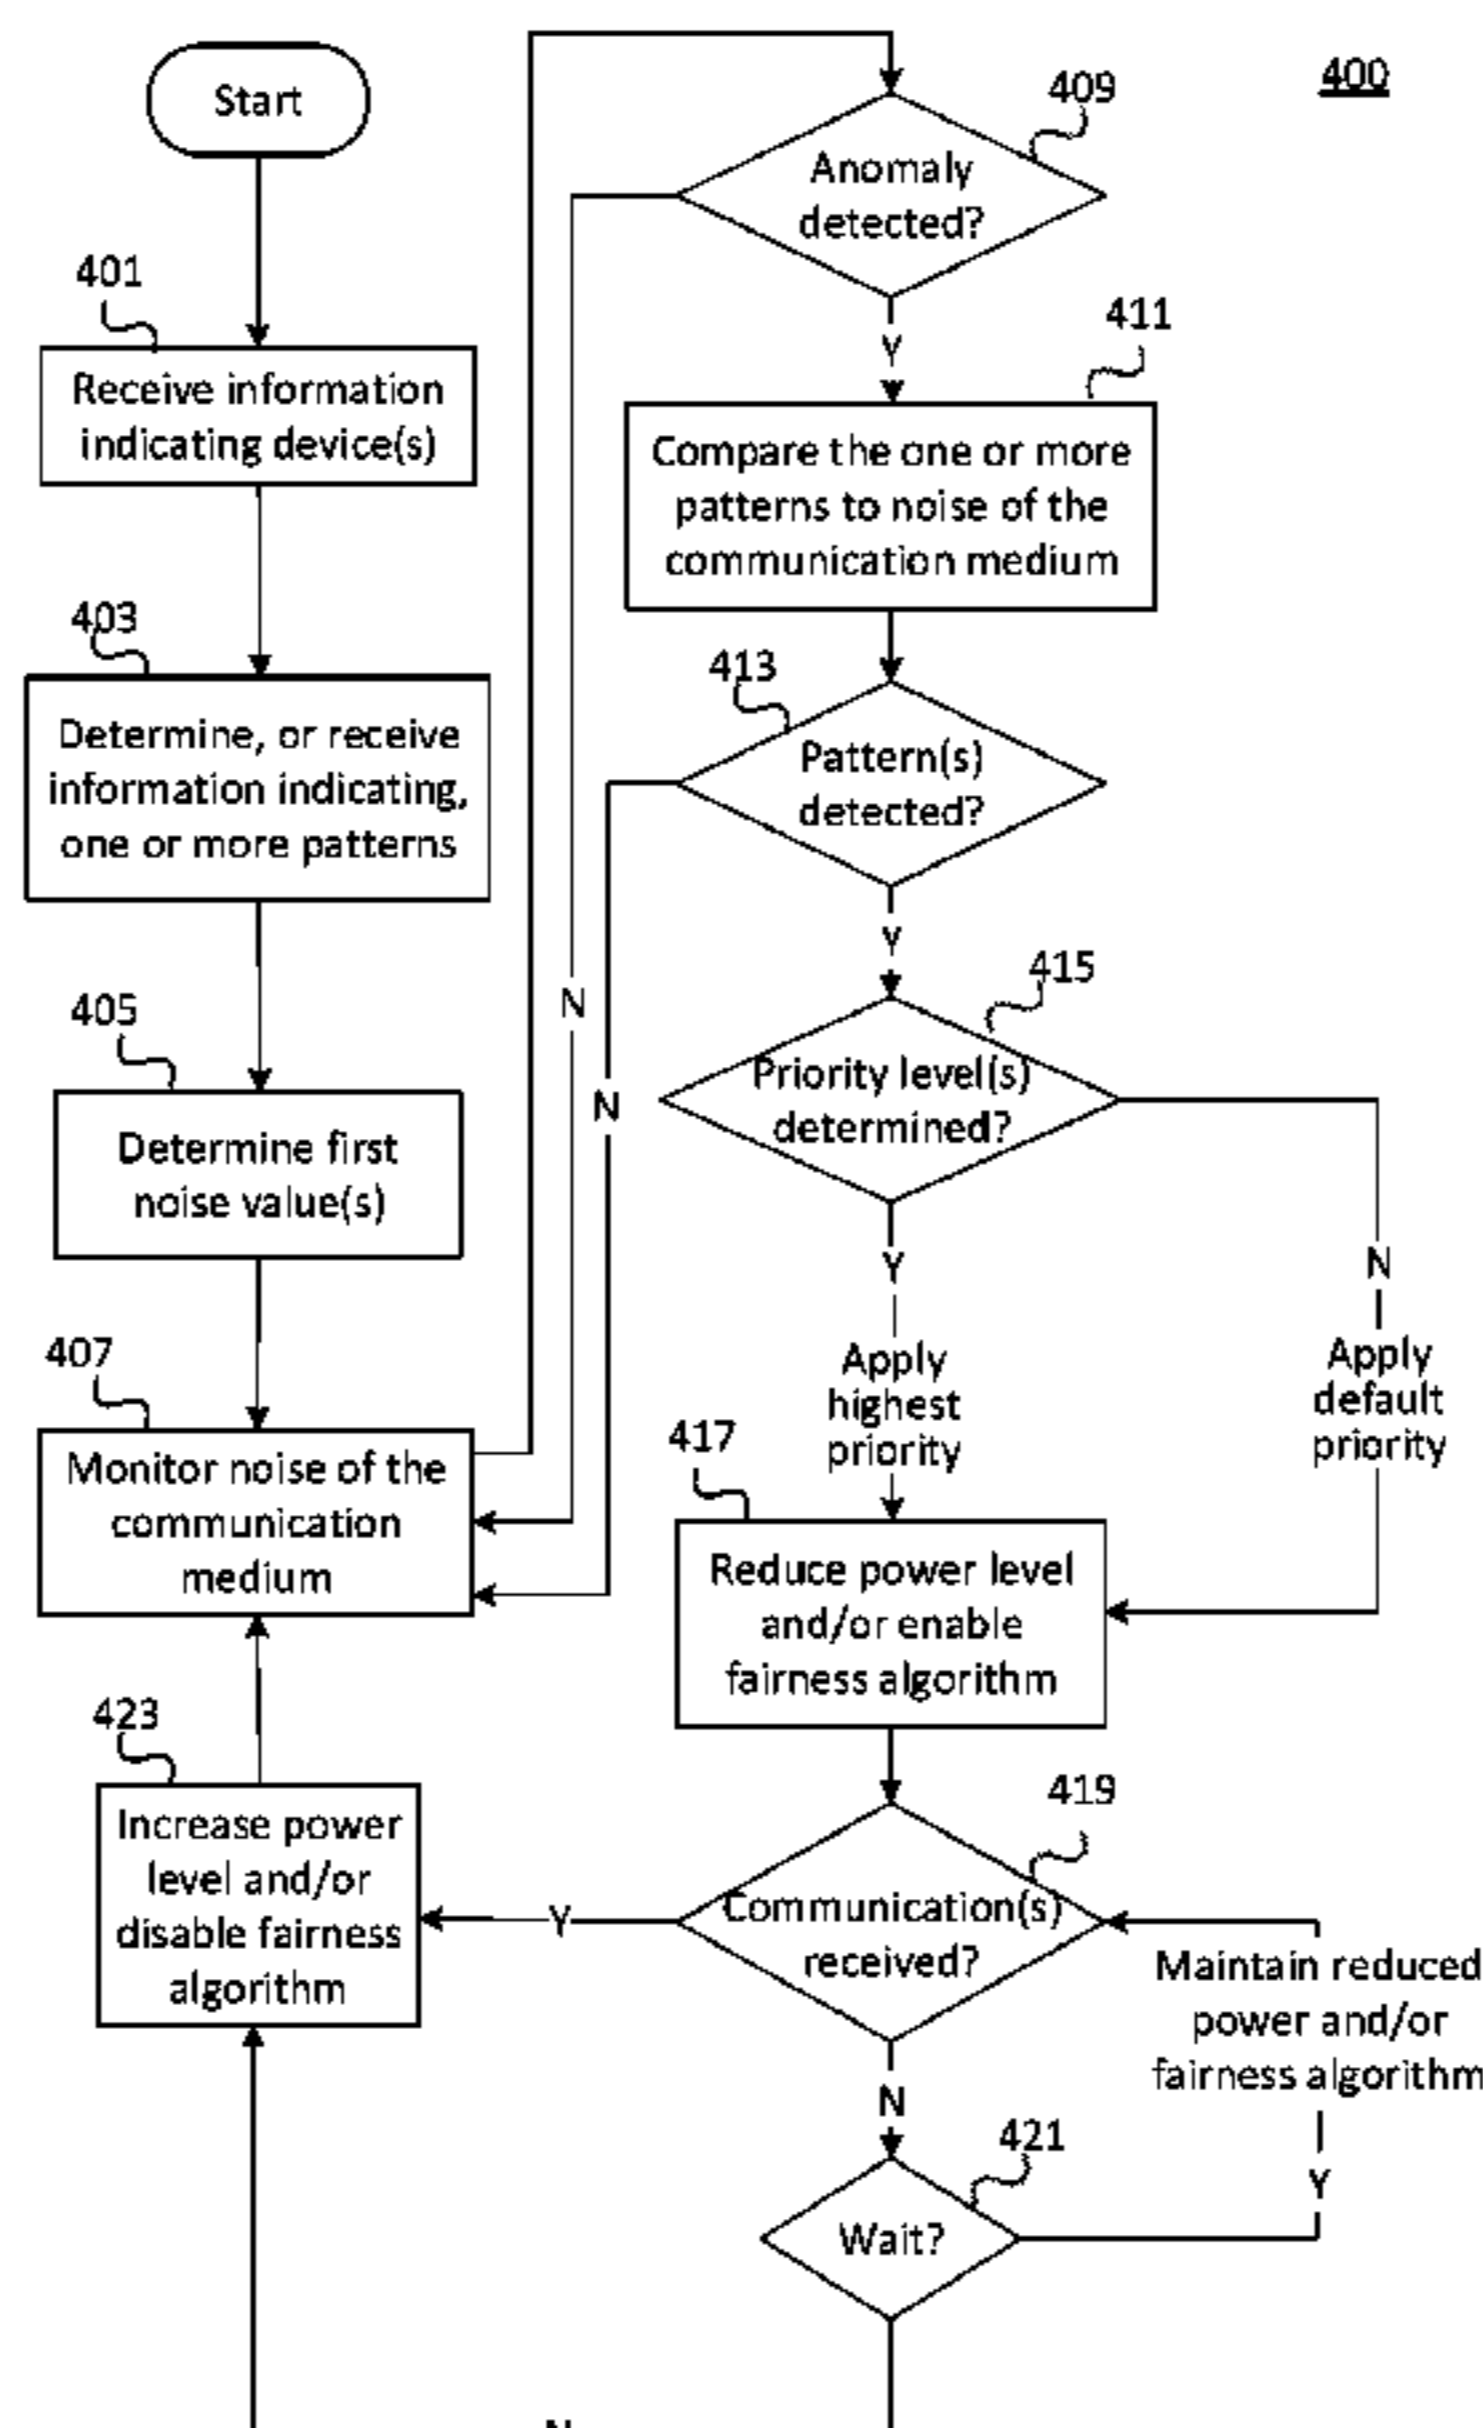 400
Start
401
Receive information
indicating device(s)
403
Determine, or receive
information indicating,
one or more patterns
405
Determine first
noise value(s)
407
Monitor noise of the
communication
medium
409
Anomaly
detected?
N
Y
411
Compare the one or more
patterns to noise of the
communication medium
413
Pattern(s)
detected?
N
Y
415
Priority level(s)
determined?
Y
Apply
highest
priority
N
Apply
default
priority
417
Reduce power level
and/or enable
fairness algorithm
419
Communication(s)
received?
Y
N
421
Wait?
Y
Maintain reduced
power and/or
fairness algorithm
N
423
Increase power
level and/or
disable fairness
algorithm